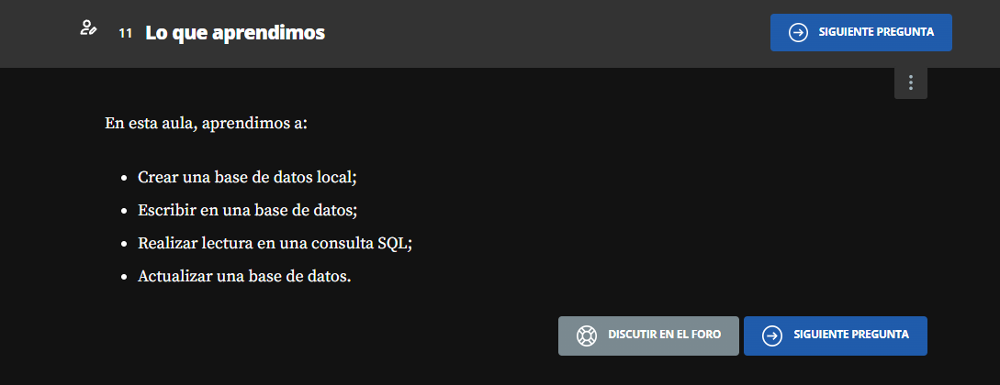 11 Lo que aprendimos
SIGUIENTE PREGUNTA
En esta aula, aprendimos a:
• Crear una base de datos local;
• Escribir en una base de datos;
• Realizar lectura en una consulta SQL;
• Actualizar una base de datos.
DISCUTIR EN EL FORO
SIGUIENTE PREGUNTA